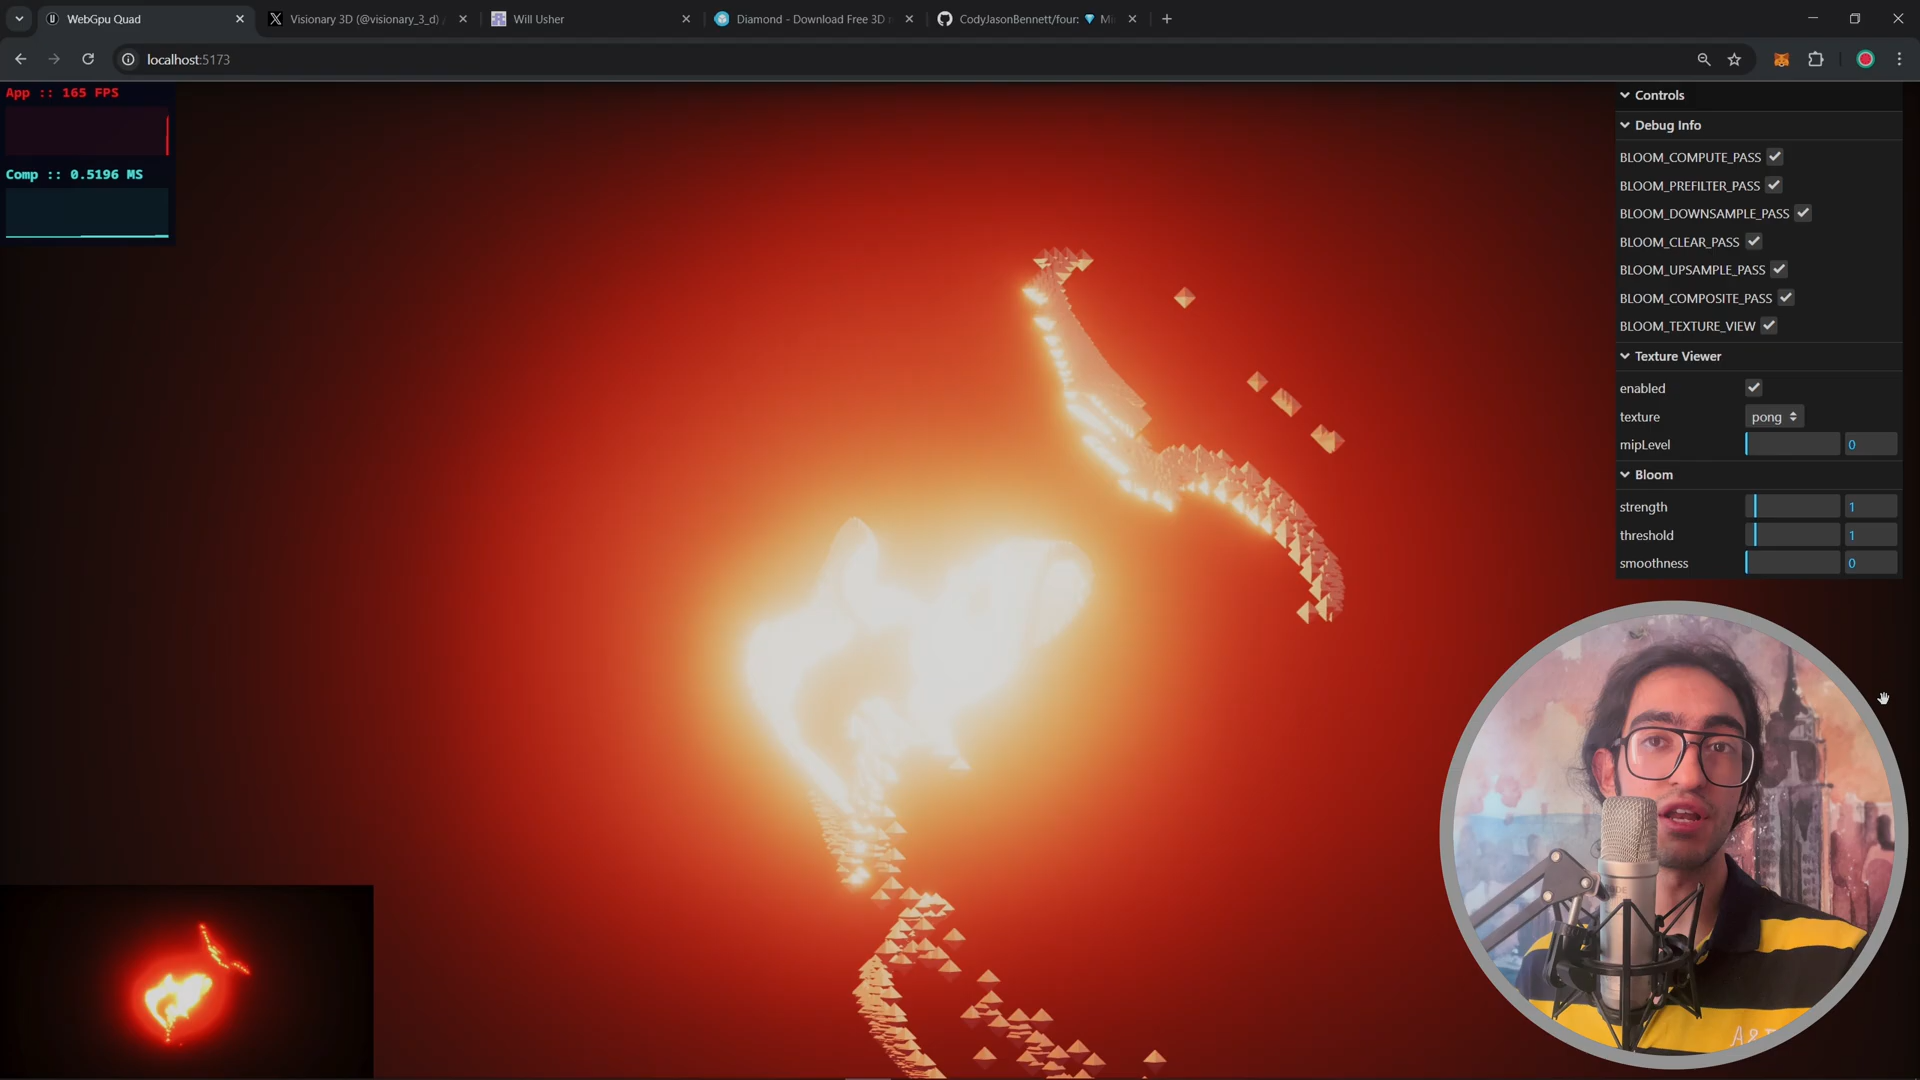 WebGpu Quad
Visionary 3D (@visionary_3_d) /
Will Usher
Diamond - Download Free 3D
CodyJasonBennett/four: 💎 Mi
localhost:5173
App :: 165 FPS
Comp :: 0.5196 MS
Controls
Debug Info
BLOOM_COMPUTE_PASS
BLOOM_PREFILTER_PASS
BLOOM_DOWNSAMPLE_PASS
BLOOM_CLEAR_PASS
BLOOM_UPSAMPLE_PASS
BLOOM_COMPOSITE_PASS
BLOOM_TEXTURE_VIEW
Texture Viewer
enabled
texture pong
mipLevel 0
Bloom
strength 1
threshold 1
smoothness 0